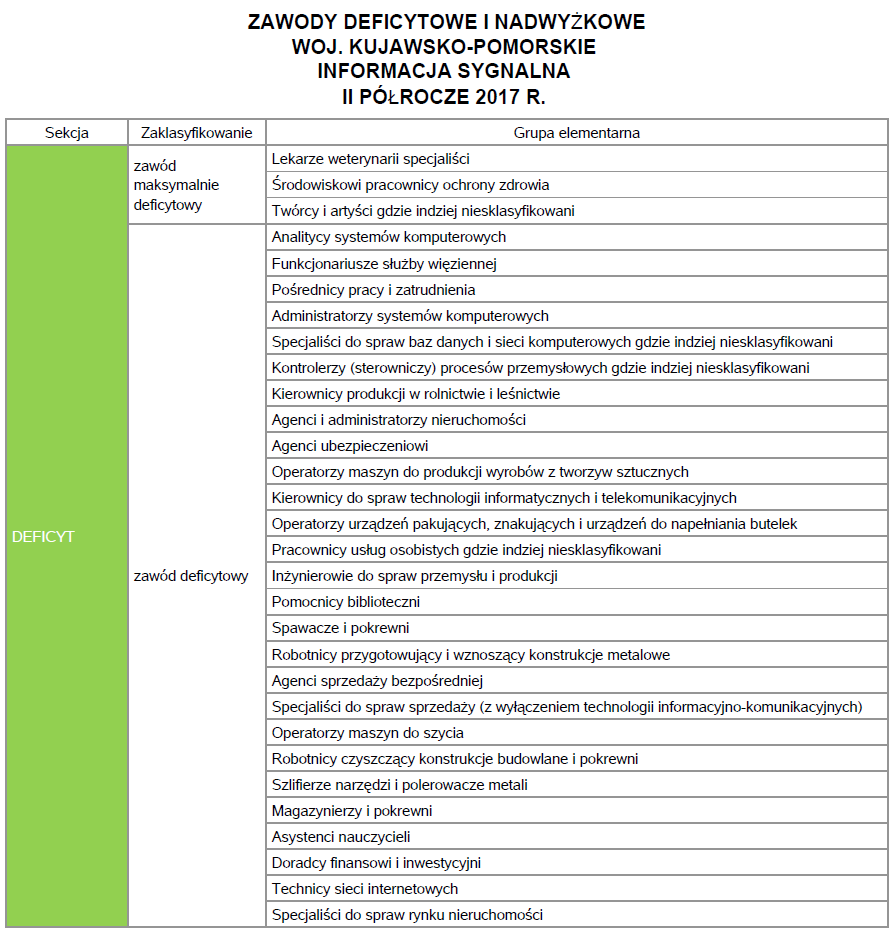 ZAWODY DEFICYTOWE I NADWYŻKOWE
WOJ. KUJAWSKO-POMORSKIE
INFORMACJA SYGNALNA
II PÓŁROCZE 2017 R.
Sekcja Zaklasyfikowanie Grupa elementarna
DEFICYT
zawód
maksymalnie
deficytowy
Lekarze weterynarii specjaliści
Środowiskowi pracownicy ochrony zdrowia
Twórcy i artyści gdzie indziej niesklasyfikowani
zawód deficytowy
Analitycy systemów komputerowych
Funkcjonariusze służby więziennej
Pośrednicy pracy i zatrudnienia
Administratorzy systemów komputerowych
Specjaliści do spraw baz danych i sieci komputerowych gdzie indziej niesklasyfikowani
Kontrolerzy (sterowniczy) procesów przemysłowych gdzie indziej niesklasyfikowani
Kierownicy produkcji w rolnictwie i leśnictwie
Agenci i administratorzy nieruchomości
Agenci ubezpieczeniowi
Operatorzy maszyn do produkcji wyrobów z tworzyw sztucznych
Kierownicy do spraw technologii informatycznych i telekomunikacyjnych
Operatorzy urządzeń pakujących, znakujących i urządzeń do napełniania butelek
Pracownicy usług osobistych gdzie indziej niesklasyfikowani
Inżynierowie do spraw przemysłu i produkcji
Pomocnicy biblioteczni
Spawacze i pokrewni
Robotnicy przygotowujący i wznoszący konstrukcje metalowe
Agenci sprzedaży bezpośredniej
Specjaliści do spraw sprzedaży (z wyłączeniem technologii informacyjno-komunikacyjnych)
Operatorzy maszyn do szycia
Robotnicy czyszczący konstrukcje budowlane i pokrewni
Szlifierze narzędzi i polerowacze metali
Magazynierzy i pokrewni
Asystenci nauczycieli
Doradcy finansowi i inwestycyjni
Technicy sieci internetowych
Specjaliści do spraw rynku nieruchomości